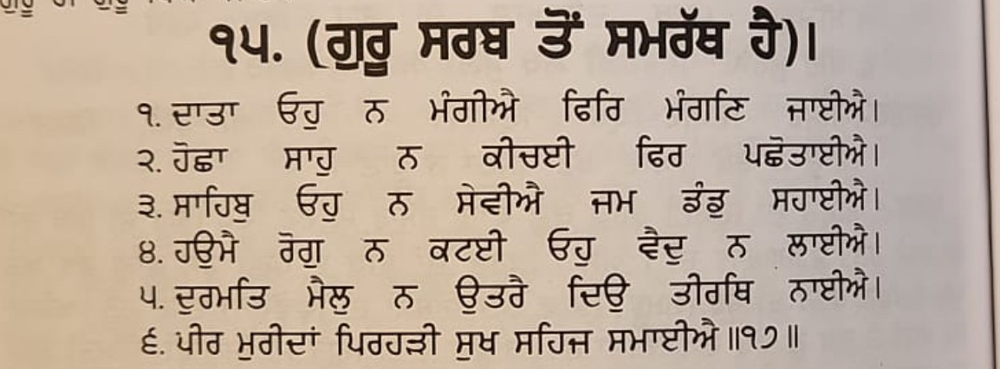 ੧੫. (ਗੁਰੂ ਸਰਬ ਤੋਂ ਸਮਰੱਥ ਹੈ)।
੧. ਦਾਤਾ ਓਹੁ ਨ ਮੰਗੀਐ ਫਿਰਿ ਮੰਗਣਿ ਜਾਈਐ।
੨. ਹੋਛਾ ਸਾਹੁ ਨ ਕੀਚਈ ਫਿਰ ਪਛੋਤਾਈਐ।
੩. ਸਾਹਿਬੁ ਓਹੁ ਨ ਸੇਵੀਐ ਜਮ ਡੰਡੁ ਸਹਾਈਐ।
੪. ਹਉਮੈ ਰੋਗੁ ਨ ਕਟਈ ਓਹੁ ਵੈਦੁ ਨ ਲਾਈਐ।
੫. ਦੁਰਮਤਿ ਮੈਲੁ ਨ ਉਤਰੈ ਕਿਉ ਤੀਰਥਿ ਨਾਈਐ।
੬. ਪੀਰ ਮੁਰੀਦਾਂ ਪਿਰਹੜੀ ਸੁਖ ਸਹਿਜ ਸਮਾਈਐ॥੧੭॥